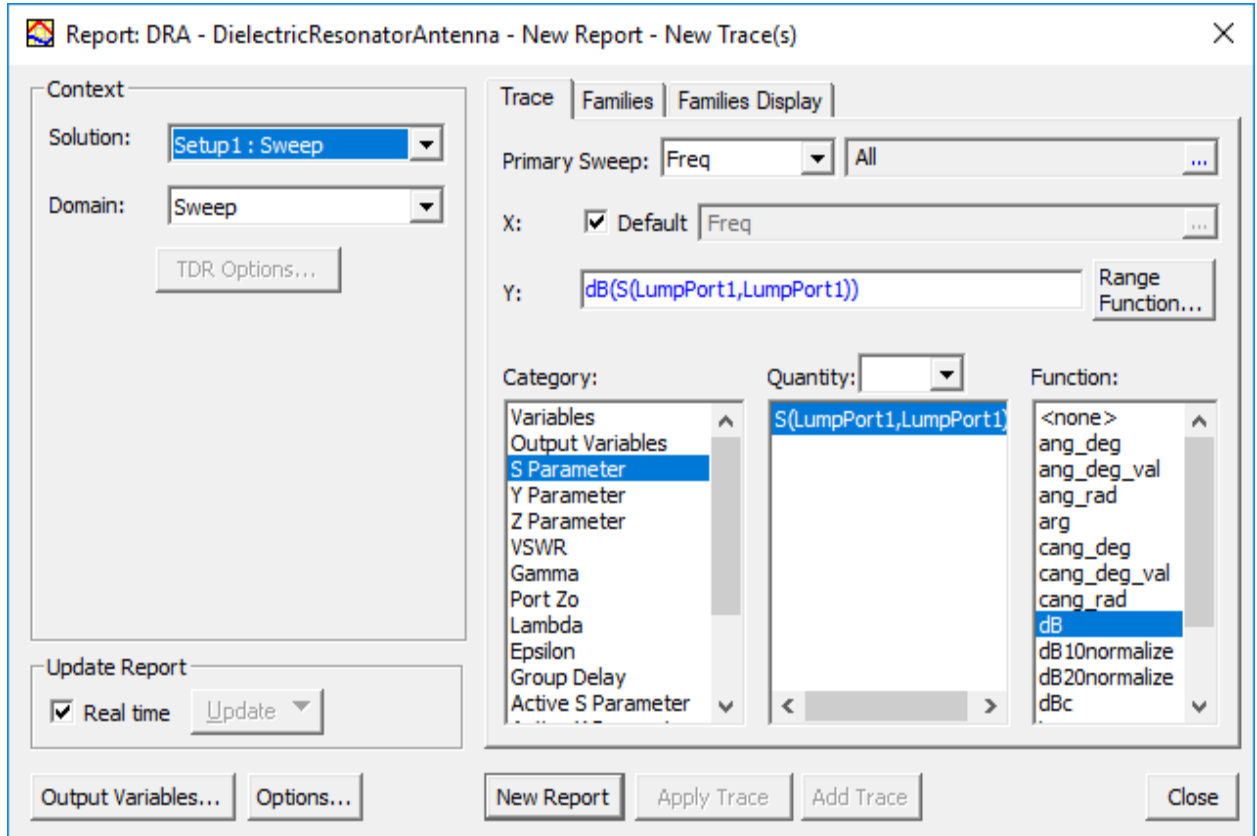 Report: DRA - DielectricResonatorAntenna - New Report - New Trace(s)
Context
Solution: Setup1 : Sweep
Domain: Sweep
TDR Options...
Update Report
Real time Update
Trace Families Families Display
Primary Sweep: Freq All ...
X: Default Freq ...
Y: dB(S(LumpPort1,LumpPort1))
Range
Function...
Category:
Variables
Output Variables
S Parameter
Y Parameter
Z Parameter
VSWR
Gamma
Port Zo
Lambda
Epsilon
Group Delay
Active S Parameter
Quantity:
S(LumpPort1,LumpPort1)
Function:
<none>
ang_deg
ang_deg_val
ang_rad
arg
cang_deg
cang_deg_val
cang_rad
dB
dB10normalize
dB20normalize
dBc
Output Variables... Options... New Report Apply Trace Add Trace Close